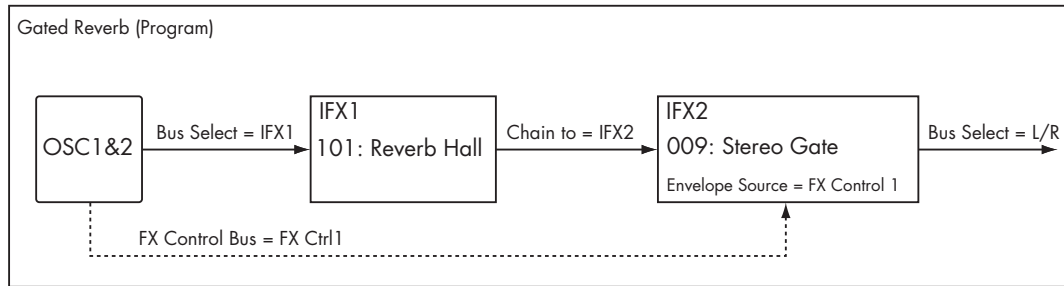 Gated Reverb (Program)
OSC1&2
Bus Select = IFX1
IFX1
101: Reverb Hall
Chain to = IFX2
IFX2
009: Stereo Gate
Envelope Source = FX Control 1
Bus Select = L/R
FX Control Bus = FX Ctrl1